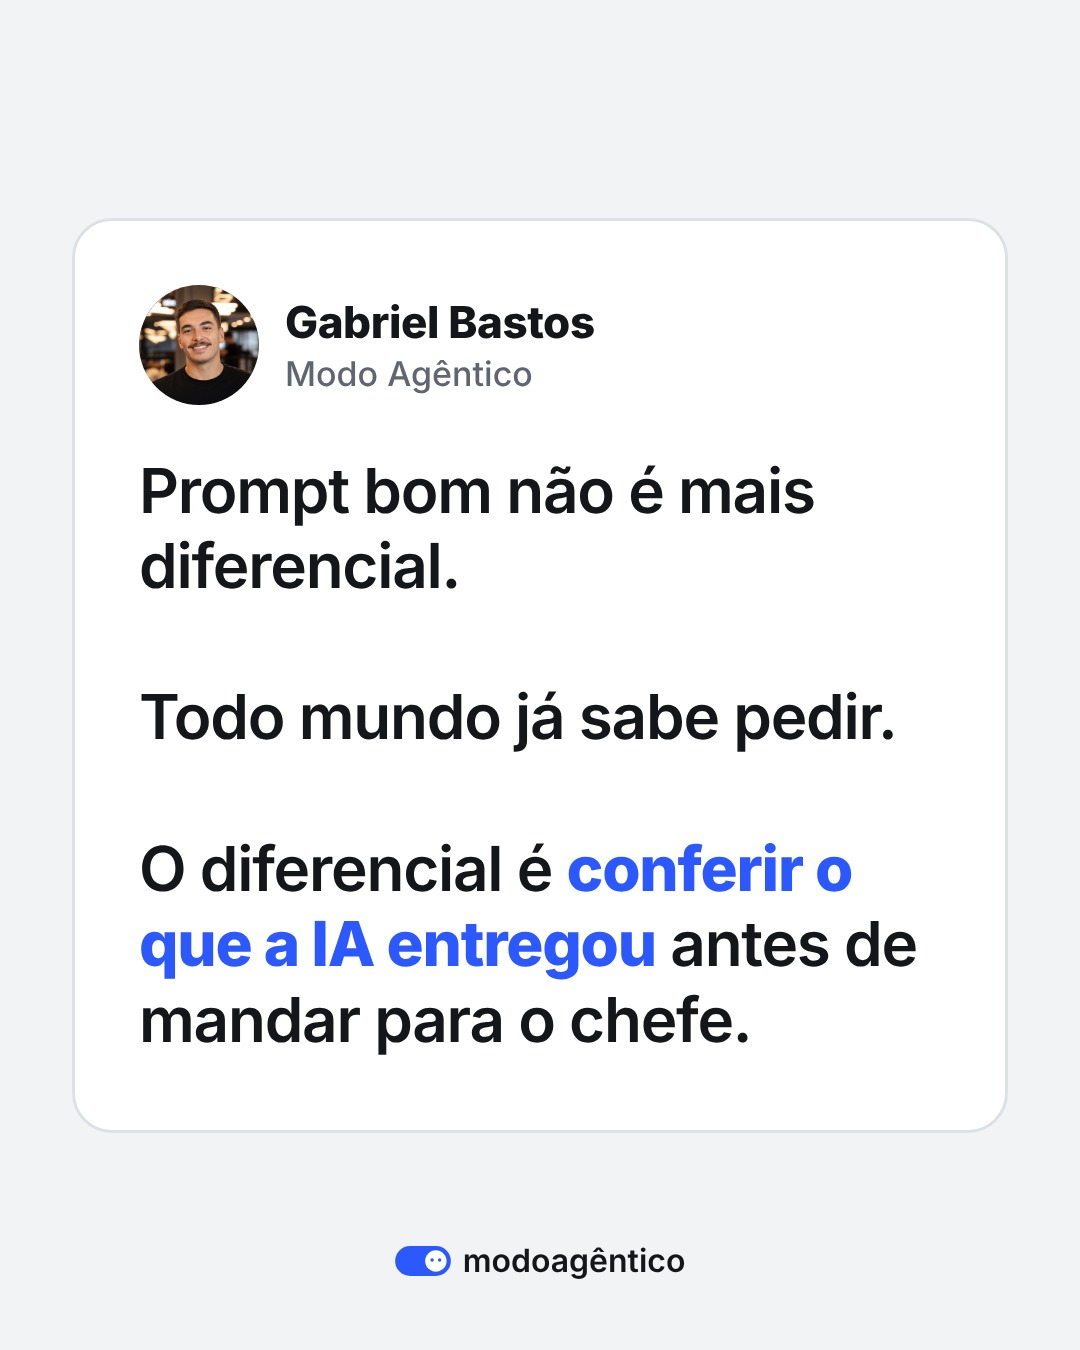 Gabriel Bastos
Modo Agêntico
Prompt bom não é mais
diferencial.
Todo mundo já sabe pedir.
O diferencial é conferir o
que a IA entregou antes de
mandar para o chefe.
modoagêntico